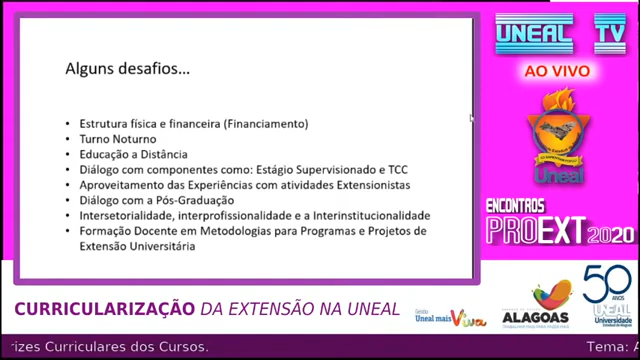 UNEAL TV
AO VIVO
Uneal
ENCONTROS
PROEXT 2020
Alguns desafios...
• Estrutura física e financeira (Financiamento)
• Turno Noturno
• Educação a Distância
• Diálogo com componentes como: Estágio Supervisionado e TCC
• Aproveitamento das Experiências com atividades Extensionistas
• Diálogo com a Pós-Graduação
• Intersetorialidade, interprofissionalidade e a Interinstitucionalidade
• Formação Docente em Metodologias para Programas e Projetos de
Extensão Universitária
CURRICULARIZAÇÃO DA EXTENSÃO NA UNEAL
Uneal mais Viva
ALAGOAS
50
ANOS
UNEAL
Universidade
Estadual de Alagoas
rizes Curriculares dos Cursos.
Tema: A